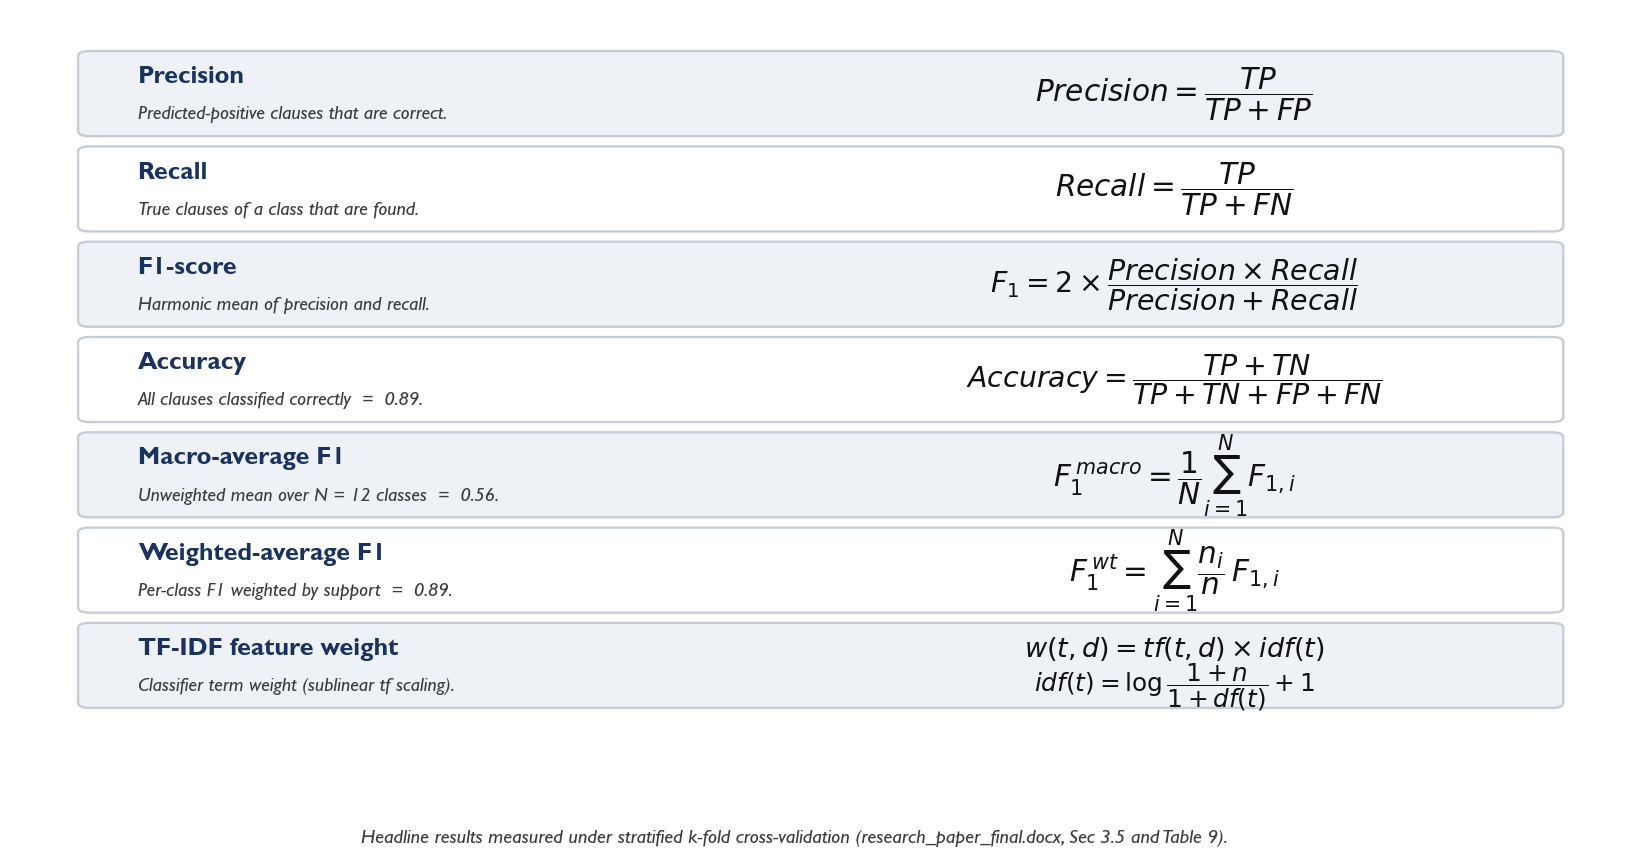 Precision
Predicted-positive clauses that are correct.
Precision = TP / (TP + FP)
Recall
True clauses of a class that are found.
Recall = TP / (TP + FN)
F1-score
Harmonic mean of precision and recall.
F₁ = 2 × (Precision × Recall) / (Precision + Recall)
Accuracy
All clauses classified correctly = 0.89.
Accuracy = (TP + TN) / (TP + TN + FP + FN)
Macro-average F1
Unweighted mean over N = 12 classes = 0.56.
F₁^macro = (1/N) ∑_{i=1}^{N} F_{1,i}
Weighted-average F1
Per-class F1 weighted by support = 0.89.
F₁^wt = ∑_{i=1}^{N} (n_i/n) F_{1,i}
TF-IDF feature weight
Classifier term weight (sublinear tf scaling).
w(t, d) = tf(t, d) × idf(t)
idf(t) = log (1 + n) / (1 + df(t)) + 1
Headline results measured under stratified k-fold cross-validation (research_paper_final.docx, Sec 3.5 and Table 9).